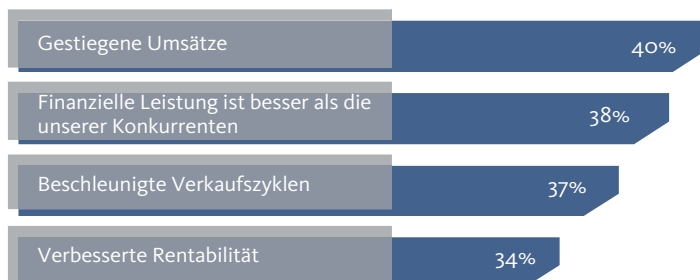 Gestiegene Umsätze
40%
Finanzielle Leistung ist besser als die
unserer Konkurrenten
38%
Beschleunigte Verkaufszyklen
37%
Verbesserte Rentabilität
34%